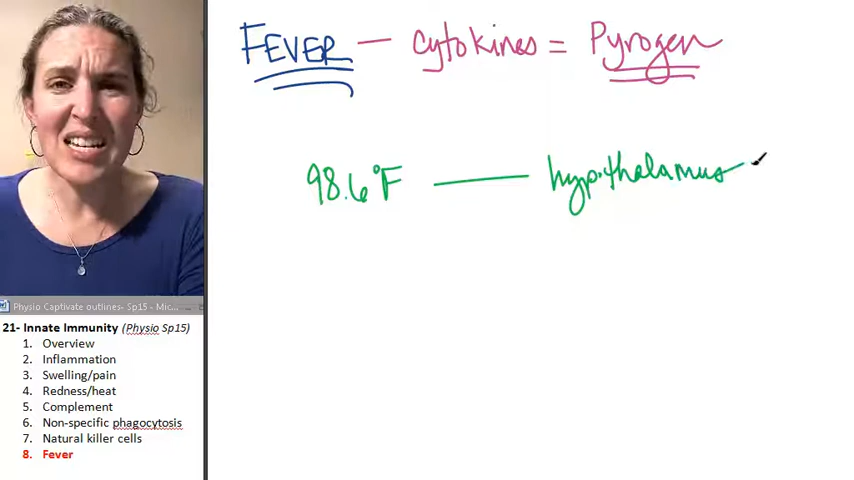 FEVER — cytokines = Pyrogen
98.6°F — hypothalamus
Physio Captivate outlines- Sp15 - Mic...
21- Innate Immunity (Physio Sp15)
1. Overview
2. Inflammation
3. Swelling/pain
4. Redness/heat
5. Complement
6. Non-specific phagocytosis
7. Natural killer cells
8. Fever